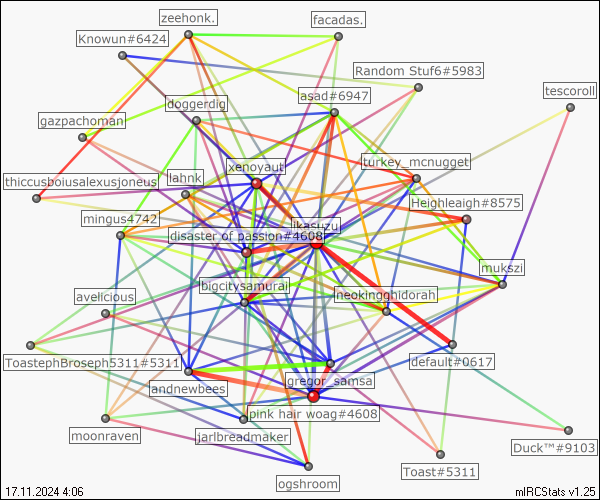 zeehonk.
facadas.
Knowun#6424
Random Stuf6#5983
tescoroll
asad#6947
doggerdig
gazpachoman
turkey_mcnugget
xenoyaut
thiccusboiusalexusjoneus
lahnk
Heighleaigh#8575
mingus4742
ikasuzu
disaster of passion#4608
mukszi
bigcitysamurai
neokingghidorah
avelicious
ToastephBroseph5311#5311
default#0617
andnewbees
gregor_samsa
pink hair woag#4608
moonraven
jarlbreadmaker
Duck™#9103
Toast#5311
ogshroom
17.11.2024 4:06
mIRCStats v1.25